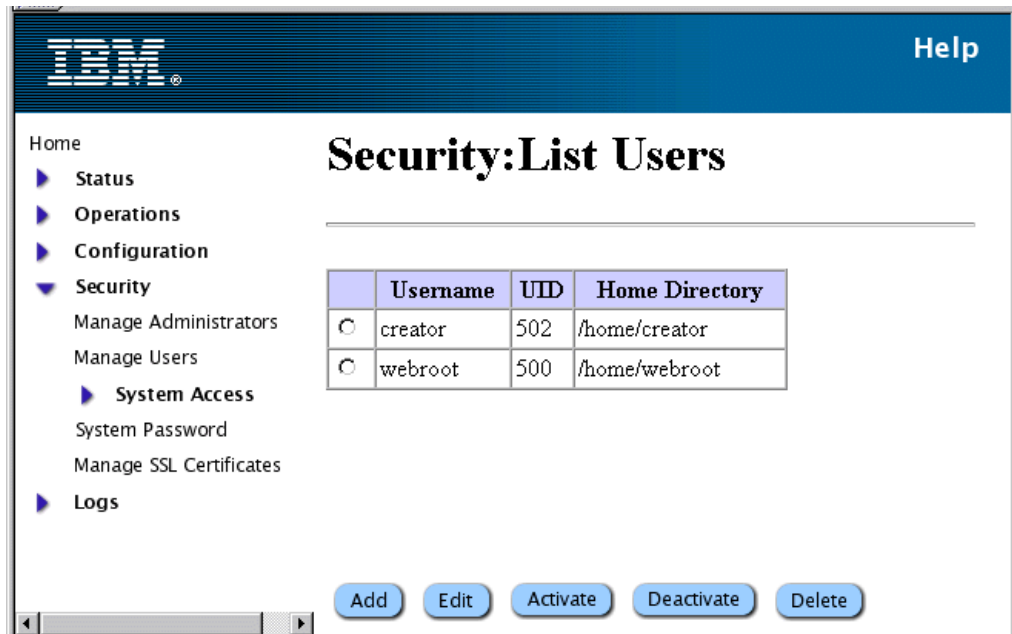 IBM®
Help
Home
Status
Operations
Configuration
Security
Manage Administrators
Manage Users
System Access
System Password
Manage SSL Certificates
Logs
Security:List Users
Username UID Home Directory
creator 502 /home/creator
webroot 500 /home/webroot
Add Edit Activate Deactivate Delete